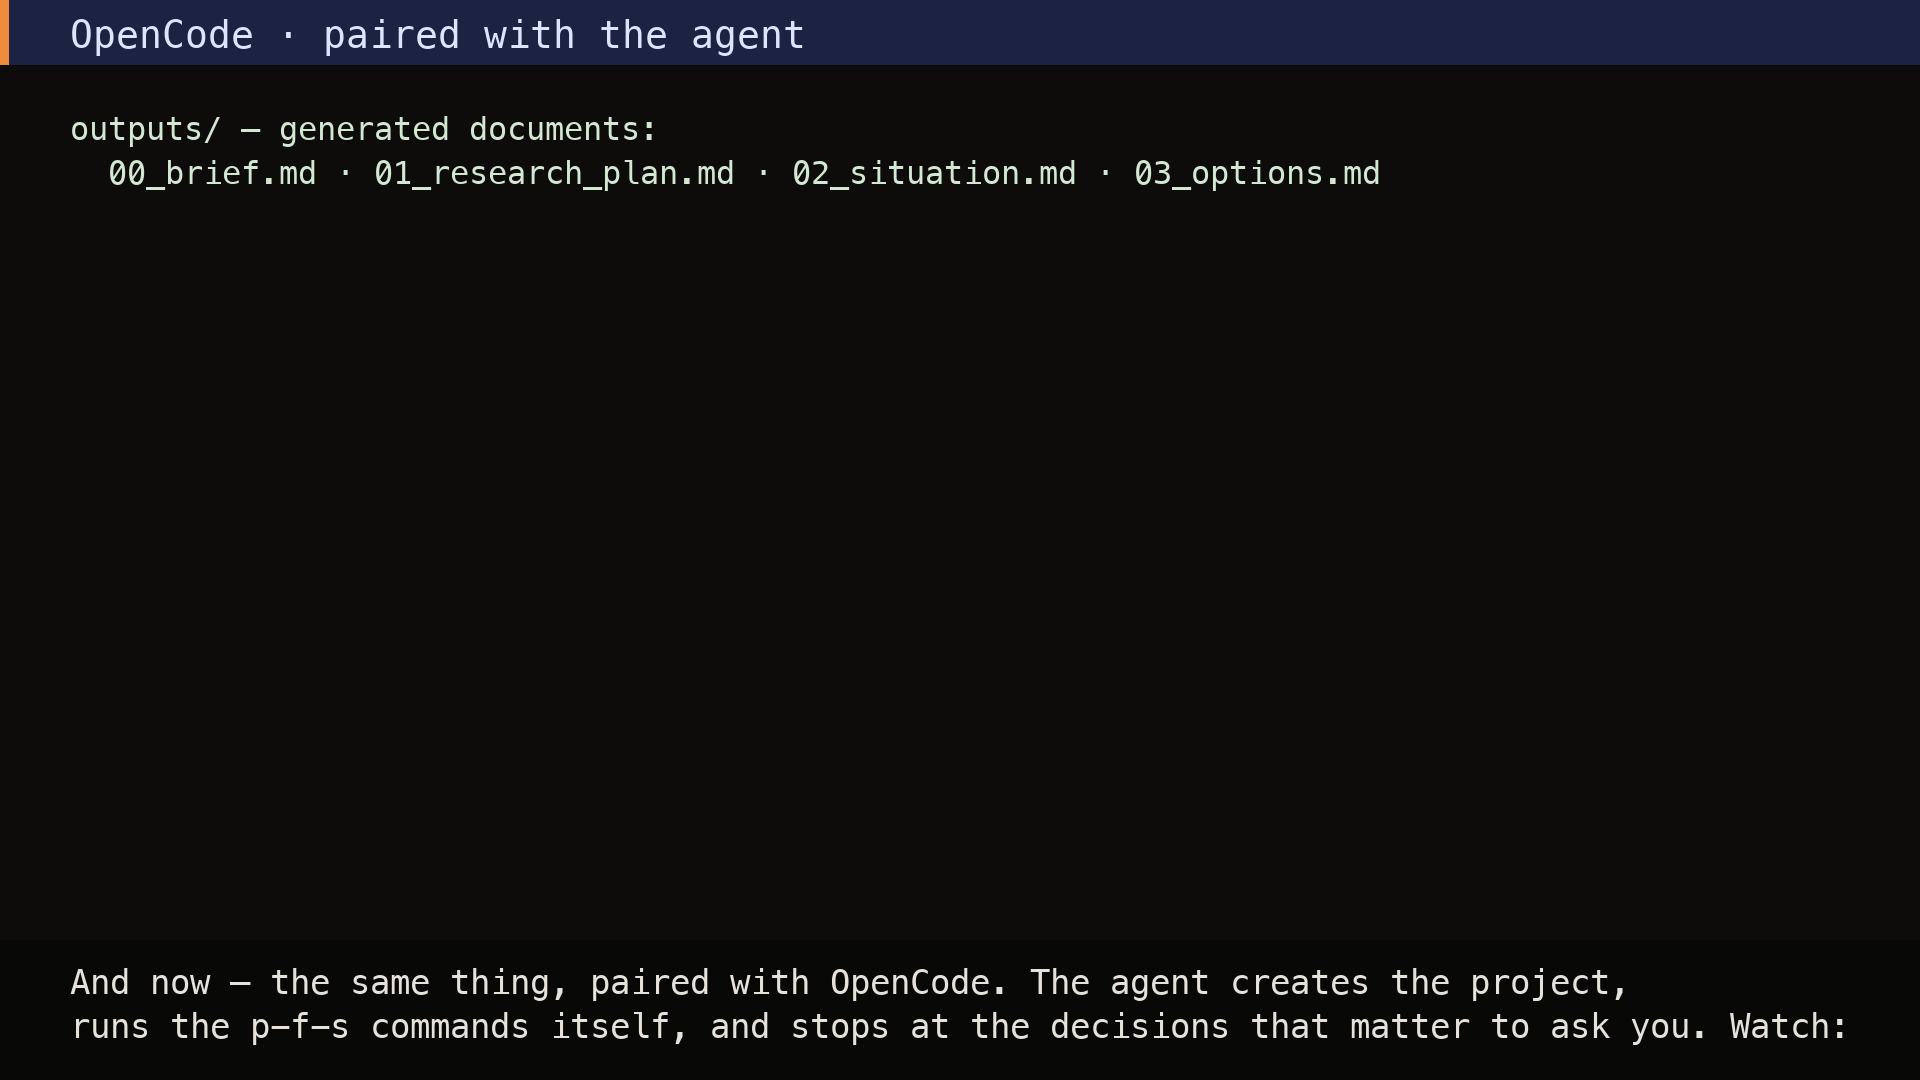 OpenCode · paired with the agent
outputs/ — generated documents:
00_brief.md · 01_research_plan.md · 02_situation.md · 03_options.md
And now — the same thing, paired with OpenCode. The agent creates the project,
runs the p-f-s commands itself, and stops at the decisions that matter to ask you. Watch: